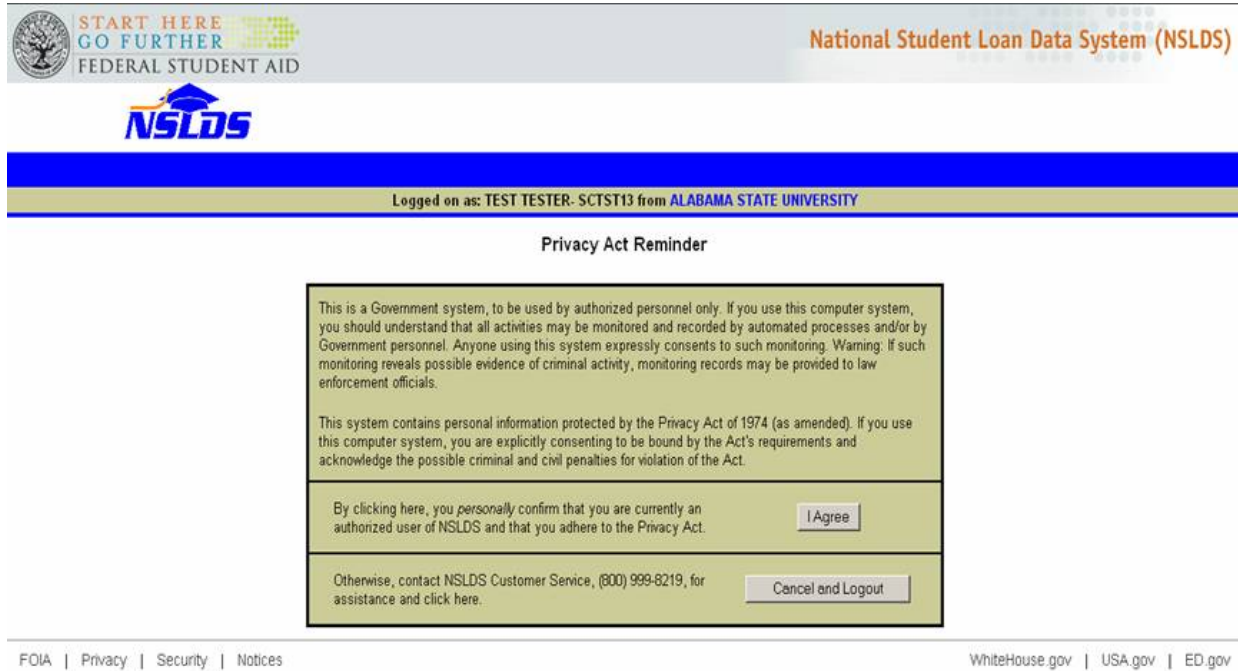 START HERE
GO FURTHER
FEDERAL STUDENT AID
National Student Loan Data System (NSLDS)
NSLDS
Logged on as: TEST TESTER- SCTST13 from ALABAMA STATE UNIVERSITY
Privacy Act Reminder
This is a Government system, to be used by authorized personnel only. If you use this computer system,
you should understand that all activities may be monitored and recorded by automated processes and/or by
Government personnel. Anyone using this system expressly consents to such monitoring. Warning: If such
monitoring reveals possible evidence of criminal activity, monitoring records may be provided to law
enforcement officials.
This system contains personal information protected by the Privacy Act of 1974 (as amended). If you use
this computer system, you are explicitly consenting to be bound by the Act's requirements and
acknowledge the possible criminal and civil penalties for violation of the Act.
By clicking here, you personally confirm that you are currently an
authorized user of NSLDS and that you adhere to the Privacy Act.
I Agree
Otherwise, contact NSLDS Customer Service, (800) 999-8219, for
assistance and click here.
Cancel and Logout
FOIA | Privacy | Security | Notices
WhiteHouse.gov | USA.gov | ED.gov